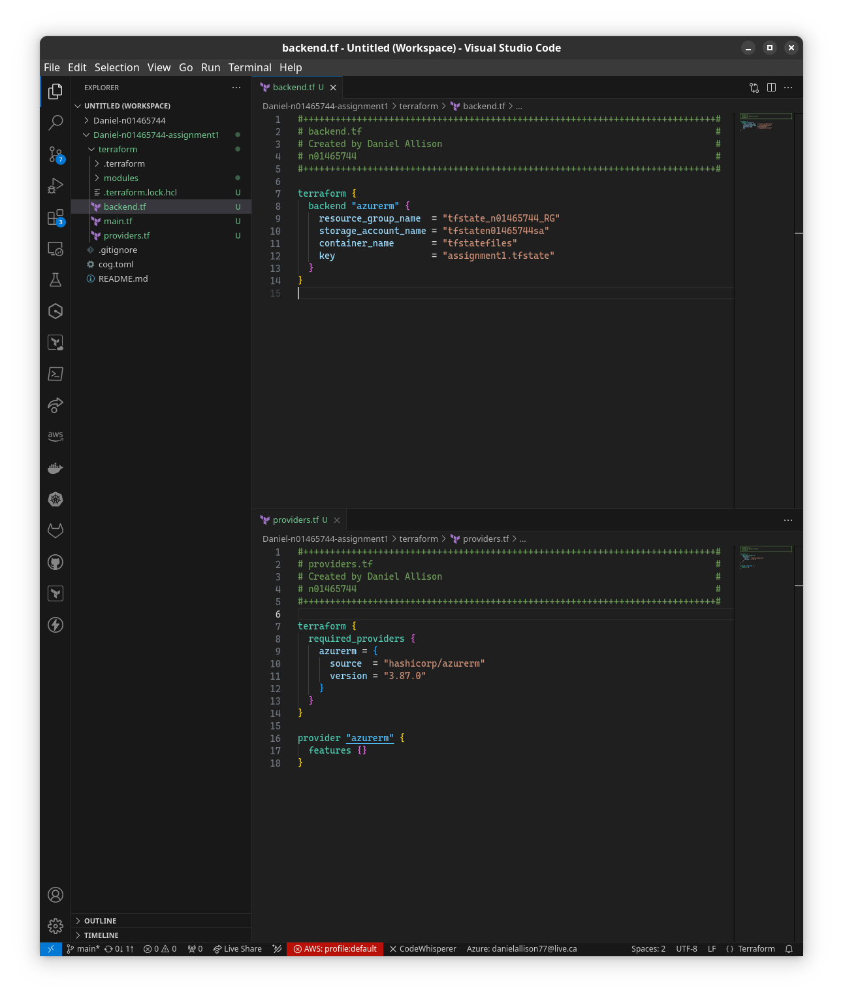 backend.tf - Untitled (Workspace) - Visual Studio Code
File Edit Selection View Go Run Terminal Help
EXPLORER
UNTITLED (WORKSPACE)
Daniel-n01465744
Daniel-n01465744-assignment1
terraform
.terraform
modules
.terraform.lock.hcl U
backend.tf U
main.tf U
providers.tf U
.gitignore
cog.toml
README.md
7
3
aws
OUTLINE
TIMELINE
backend.tf U
Daniel-n01465744-assignment1 > terraform > backend.tf > ...
1 #+++++++++++++++++++++++++++++++++++++++++++++++++++++++++++++++++++++++++++++#
2 # backend.tf #
3 # Created by Daniel Allison #
4 # n01465744 #
5 #+++++++++++++++++++++++++++++++++++++++++++++++++++++++++++++++++++++++++++++#
6
7 terraform {
8 backend "azurerm" {
9 resource_group_name = "tfstate_n01465744_RG"
10 storage_account_name = "tfstaten01465744sa"
11 container_name = "tfstatefiles"
12 key = "assignment1.tfstate"
13 }
14 }
15
providers.tf U
Daniel-n01465744-assignment1 > terraform > providers.tf > ...
1 #+++++++++++++++++++++++++++++++++++++++++++++++++++++++++++++++++++++++++++++#
2 # providers.tf #
3 # Created by Daniel Allison #
4 # n01465744 #
5 #+++++++++++++++++++++++++++++++++++++++++++++++++++++++++++++++++++++++++++++#
6
7 terraform {
8 required_providers {
9 azurerm = {
10 source = "hashicorp/azurerm"
11 version = "3.87.0"
12 }
13 }
14 }
15
16 provider "azurerm" {
17 features {}
18 }
main* 0↓ 1↑ 0 0 0 Live Share AWS: profile:default CodeWhisperer Azure: danielallison77@live.ca Spaces: 2 UTF-8 LF {} Terraform